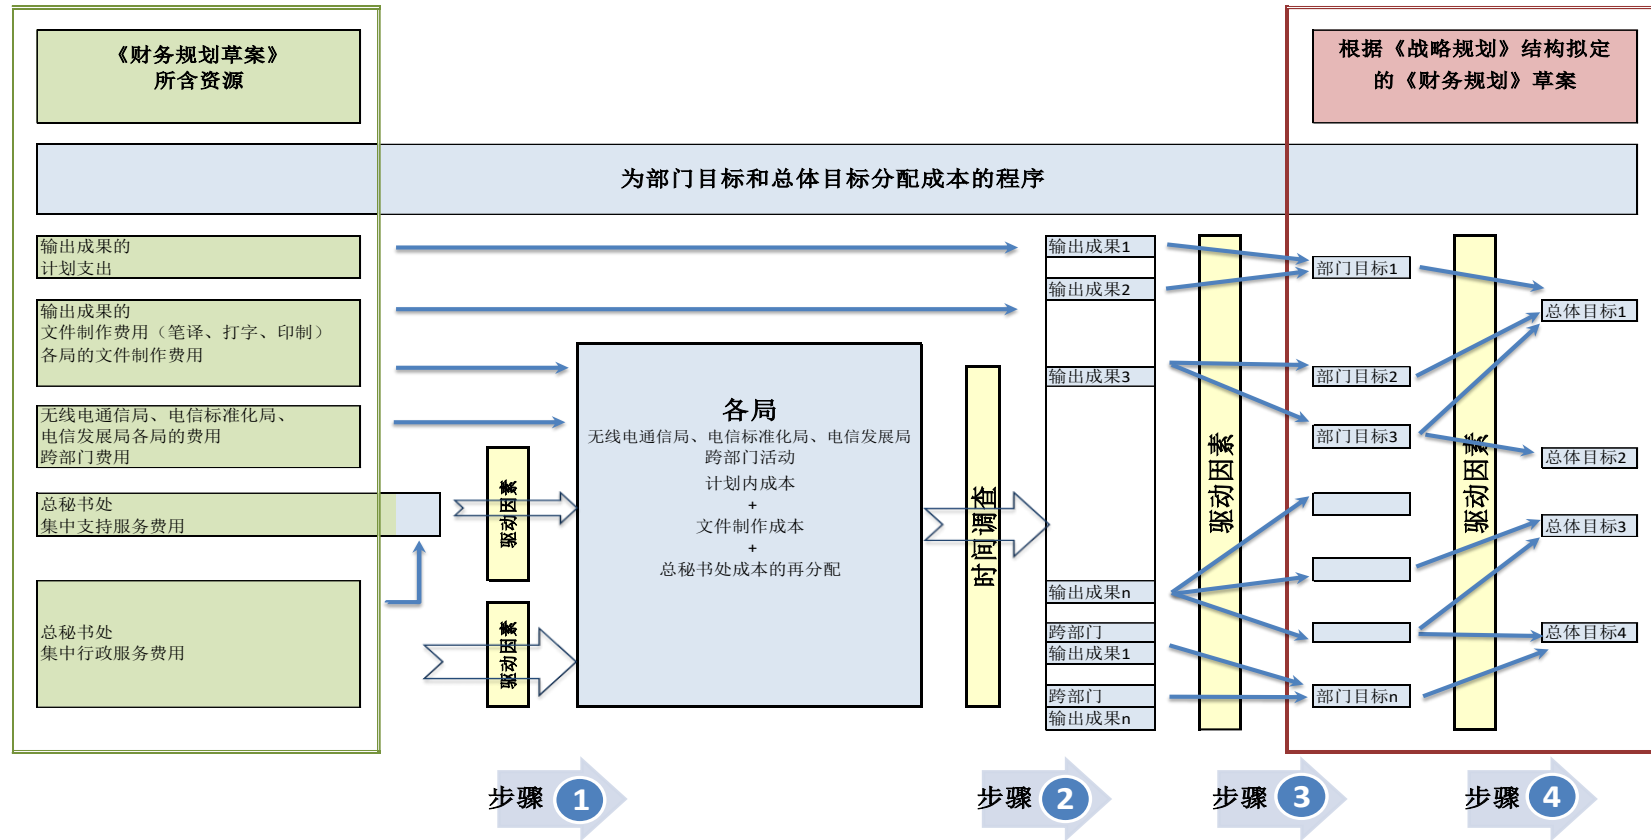 《财务规划草案》
所含资源
根据《战略规划》结构拟定
的《财务规划》草案
为部门目标和总体目标分配成本的程序
输出成果的
计划支出
输出成果的
文件制作费用（笔译、打字、印制）
各局的文件制作费用
无线电通信局、电信标准化局、
电信发展局各局的费用
跨部门费用
总秘书处
集中支持服务费用
总秘书处
集中行政服务费用
驱动因素
驱动因素
各局
无线电通信局、电信标准化局、电信发展局
跨部门活动
计划内成本
+
文件制作成本
+
总秘书处成本的再分配
时间调查
输出成果1
输出成果2
输出成果3
输出成果n
跨部门
输出成果1
跨部门
输出成果n
驱动因素
部门目标1
部门目标2
部门目标3
部门目标n
驱动因素
总体目标1
总体目标2
总体目标3
总体目标4
步骤 1
步骤 2
步骤 3
步骤 4